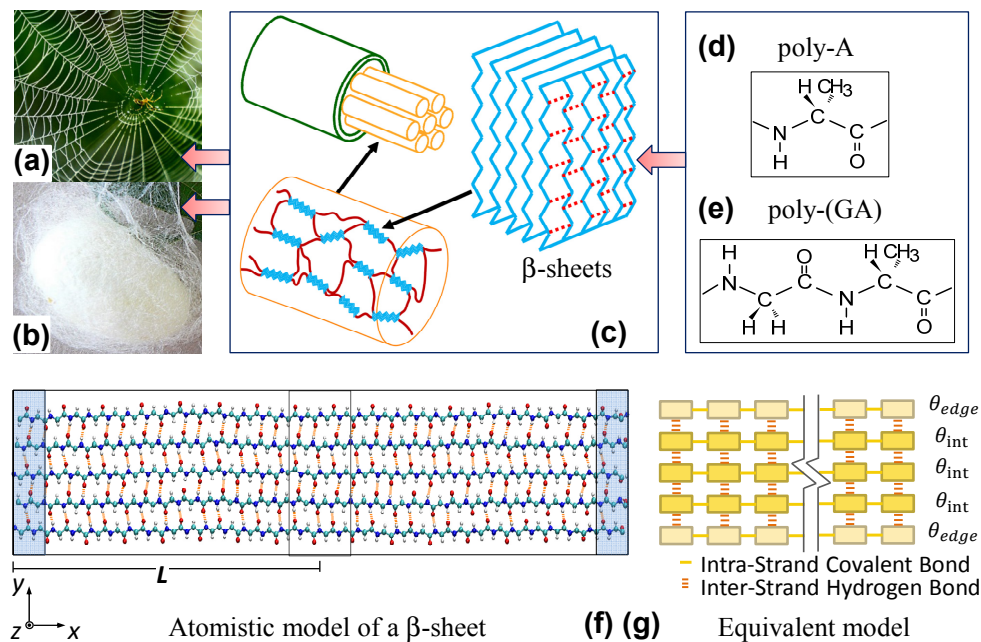 (a)
(b)
(c)
β-sheets
(d)
poly-A
H
CH₃
N
H
C
O
(e)
poly-(GA)
H
N
O
C
C
H
H
N
H
H
CH₃
C
C
O
L
y
z
x
Atomistic model of a β-sheet
(f)
(g)
θedge
θint
θint
θint
θedge
Intra-Strand Covalent Bond
Inter-Strand Hydrogen Bond
Equivalent model